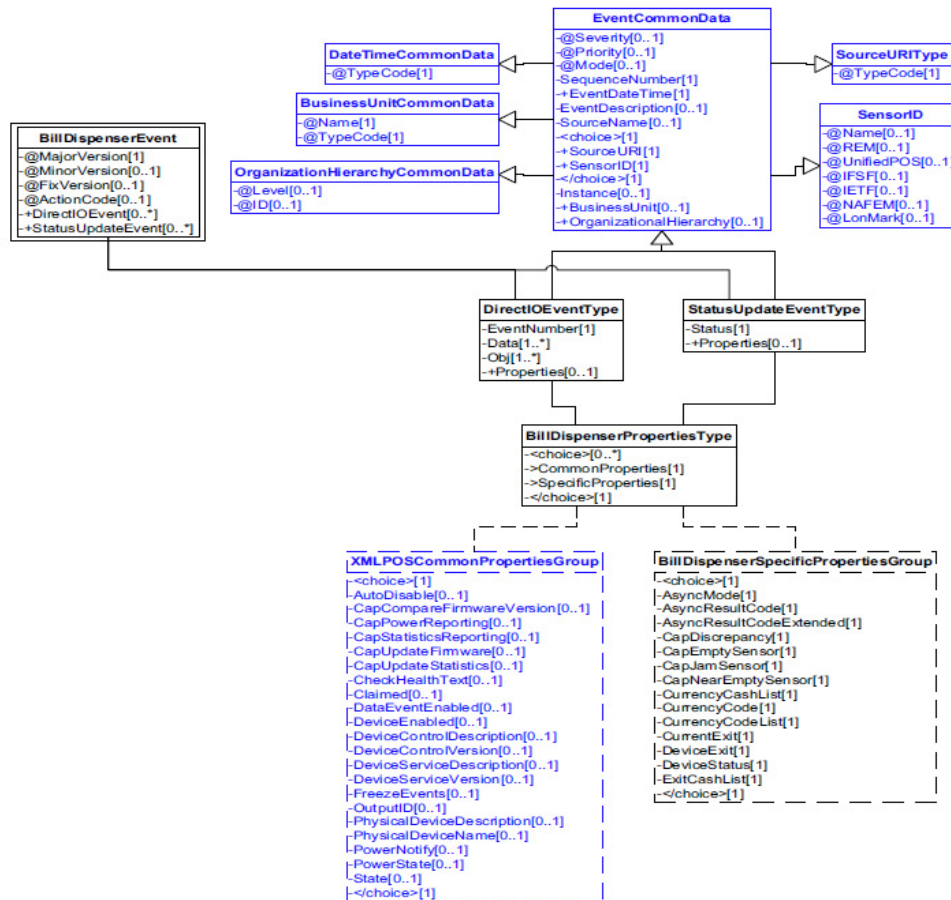 EventCommonData
-@Severity[0..1]
-@Priority[0..1]
-@Mode[0..1]
-SequenceNumber[1]
-+EventDateTime[1]
-EventDescription[0..1]
-SourceName[0..1]
-<choice>[1]
-+SourceURI[1]
-+SensorID[1]
-</choice>[1]
-Instance[0..1]
-+BusinessUnit[0..1]
-+OrganizationalHierarchy[0..1]
DateTimeCommonData
-@TypeCode[1]
BusinessUnitCommonData
-@Name[1]
-@TypeCode[1]
OrganizationHierarchyCommonData
-@Level[0..1]
-@ID[0..1]
SourceURIType
-@TypeCode[1]
SensorID
-@Name[0..1]
-@REM[0..1]
-@UnifiedPOS[0..1]
-@IFSF[0..1]
-@IETF[0..1]
-@NAFEM[0..1]
-@LonMark[0..1]
BillDispenserEvent
-@MajorVersion[1]
-@MinorVersion[0..1]
-@FixVersion[0..1]
-@ActionCode[0..1]
-+DirectIOEvent[0..*]
-+StatusUpdateEvent[0..*]
DirectIOEventType
-EventNumber[1]
-Data[1..*]
-Obj[1..*]
-+Properties[0..1]
StatusUpdateEventType
-Status[1]
-+Properties[0..1]
BillDispenserPropertiesType
-<choice>[0..*]
->CommonProperties[1]
->SpecificProperties[1]
-</choice>[1]
XMLPOSCommonPropertiesGroup
-<choice>[1]
-AutoDisable[0..1]
-CapCompareFirmwareVersion[0..1]
-CapPowerReporting[0..1]
-CapStatisticsReporting[0..1]
-CapUpdateFirmware[0..1]
-CapUpdateStatistics[0..1]
-CheckHealthText[0..1]
-Claimed[0..1]
-DataEventEnabled[0..1]
-DeviceEnabled[0..1]
-DeviceControlDescription[0..1]
-DeviceControlVersion[0..1]
-DeviceServiceDescription[0..1]
-DeviceServiceVersion[0..1]
-FreezeEvents[0..1]
-OutputID[0..1]
-PhysicalDeviceDescription[0..1]
-PhysicalDeviceName[0..1]
-PowerNotify[0..1]
-PowerState[0..1]
-State[0..1]
-</choice>[1]
BillDispenserSpecificPropertiesGroup
-<choice>[1]
-AsyncMode[1]
-AsyncResultCode[1]
-AsyncResultCodeExtended[1]
-CapDiscrepancy[1]
-CapEmptySensor[1]
-CapJamSensor[1]
-CapNearEmptySensor[1]
-CurrencyCashList[1]
-CurrencyCode[1]
-CurrencyCodeList[1]
-CurrentExit[1]
-DeviceExit[1]
-DeviceStatus[1]
-ExitCashList[1]
-</choice>[1]